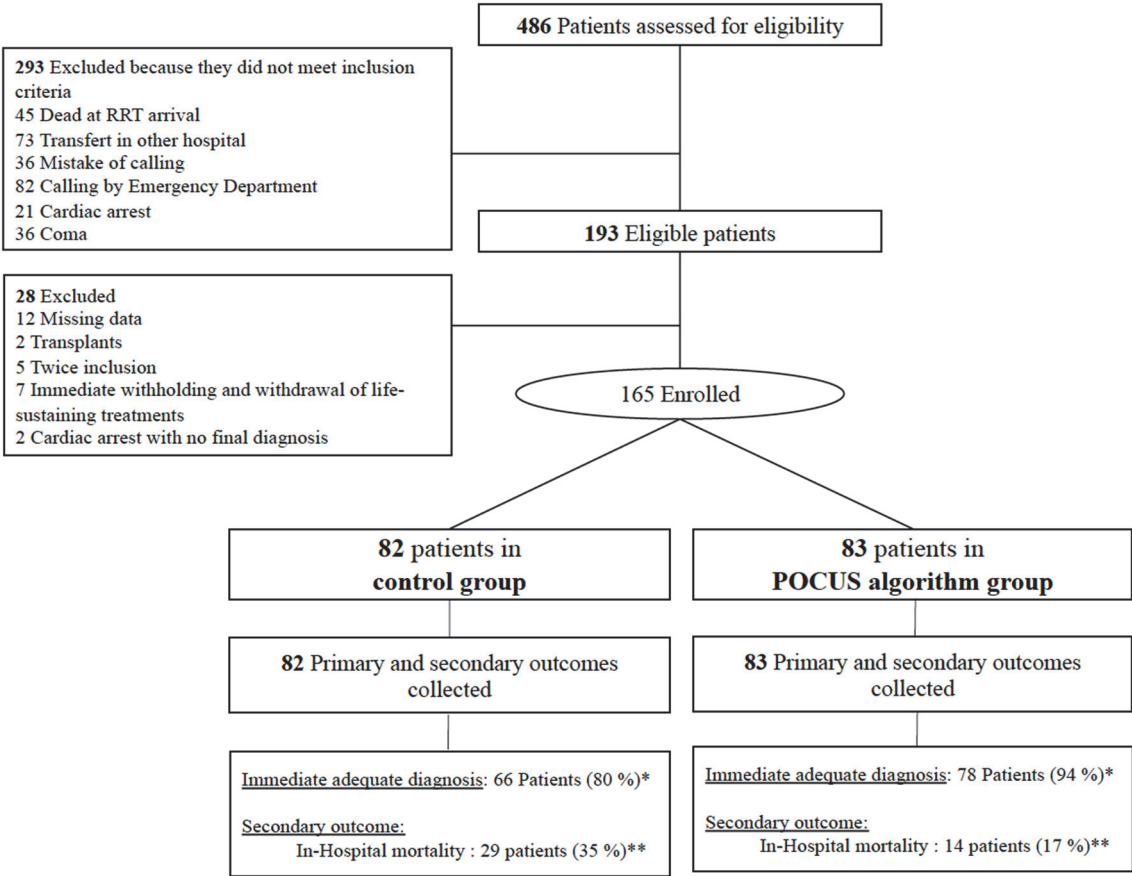 486 Patients assessed for eligibility
293 Excluded because they did not meet inclusion
criteria
45 Dead at RRT arrival
73 Transfert in other hospital
36 Mistake of calling
82 Calling by Emergency Department
21 Cardiac arrest
36 Coma
193 Eligible patients
28 Excluded
12 Missing data
2 Transplants
5 Twice inclusion
7 Immediate withholding and withdrawal of life-
sustaining treatments
2 Cardiac arrest with no final diagnosis
165 Enrolled
82 patients in
control group
83 patients in
POCUS algorithm group
82 Primary and secondary outcomes
collected
83 Primary and secondary outcomes
collected
Immediate adequate diagnosis: 66 Patients (80 %)*
Secondary outcome:
In-Hospital mortality : 29 patients (35 %)**
Immediate adequate diagnosis: 78 Patients (94 %)*
Secondary outcome:
In-Hospital mortality : 14 patients (17 %)**